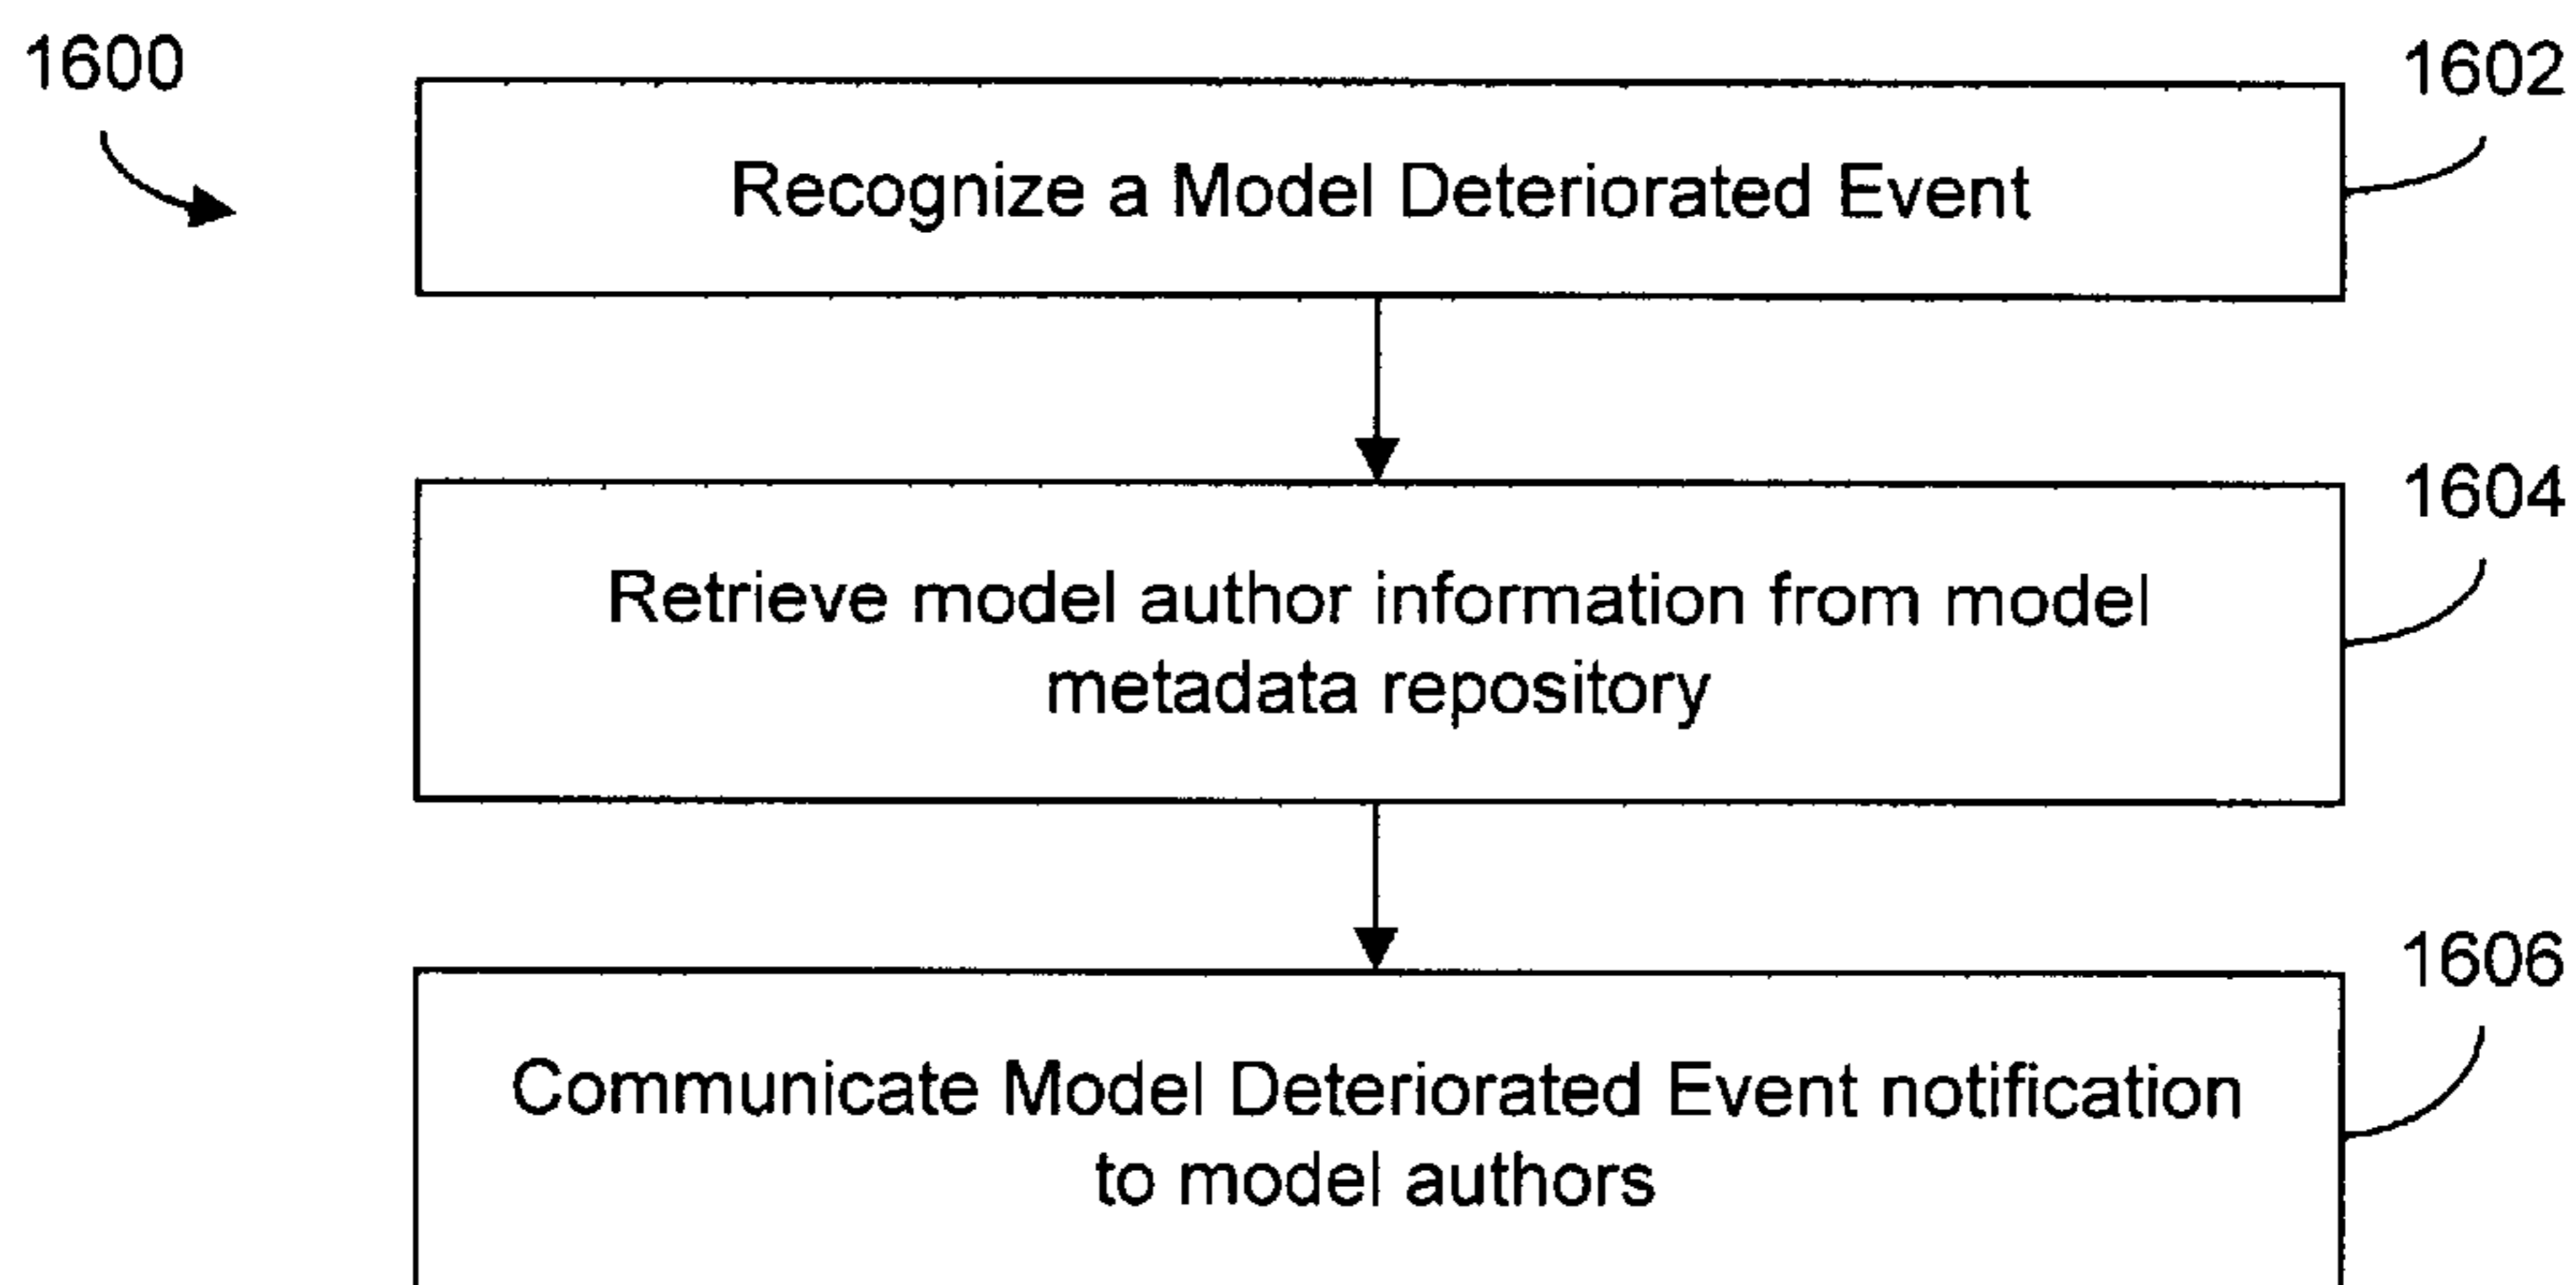 1600
1602
Recognize a Model Deteriorated Event
1604
Retrieve model author information from model
metadata repository
1606
Communicate Model Deteriorated Event notification
to model authors